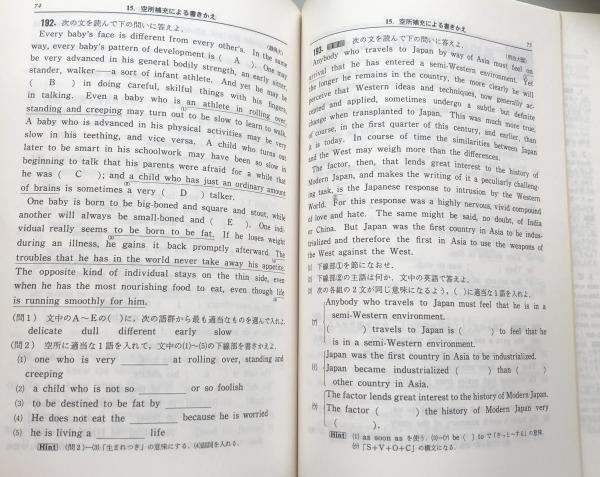 74
15. 空所補充による書きかえ
192. 次の文を読んで下の問いに答えよ.
Every baby's face is different from every other's. In the same
way, every baby's pattern of development is ( A ). One may
be very advanced in his general bodily strength, an early sitter,
stander, walker—a sort of infant athlete. And yet he may be
( B ) in doing careful, skilful things with his fingers,
in talking. Even a baby who is an athlete in rolling over,
standing and creeping may turn out to be slow to learn to walk.
A baby who is advanced in his physical activities may be very
slow in his teething, and vice versa. A child who turns out
later to be smart in his schoolwork may have been so slow in
beginning to talk that his parents were afraid for a while that
he was ( C ); and a child who has just an ordinary amount
of brains is sometimes a very ( D ) talker.
One baby is born to be big-boned and square and stout, while
another will always be small-boned and ( E ). One indi-
vidual really seems to be born to be fat. If he loses weight
during an illness, he gains it back promptly afterward. The
troubles that he has in the world never take away his appetite.
The opposite kind of individual stays on the thin side, even
when he has the most nourishing food to eat, even though life
is running smoothly for him.
(問1) 文中のA～Eの( )に, 次の語群から最も適当なものを選んで入れよ.
delicate dull different early slow
(問2) 空所に適当な1語を入れて, 文中の(1)～(5)の下線部を書きかえよ.
(1) one who is very at rolling over, standing and
creeping
(2) a child who is not so or so foolish
(3) to be destined to be fat by
(4) He does not eat the because he is worried
(5) he is living a life
Hint (問2)—(3)「生まれつき」の意味にする. (4)副詞を入れる.
15. 空所補充による書きかえ
75
193. 次の文を読んで下の問いに答えよ.
Anybody who travels to Japan by way of Asia must feel on
arrival that he has entered a semi-Western environment. Yet
the longer he remains in the country, the more clearly he will
perceive that Western ideas and techniques, now generally ac-
cepted and applied, sometimes undergo a subtle but definite
change when transplanted to Japan. This was much more true,
of course, in the first quarter of this century, and earlier, than
it is today. In course of time the similarities between Japan
and the West may weigh more than the differences.
The factor, then, that lends great interest to the history of
Modern Japan, and makes the writing of it a peculiarly challeng-
ing task, is the Japanese response to intrusion by the Western
World. For this response was a highly nervous, vivid compound
of love and hate. The same might be said, no doubt, of India
or China. But Japan was the first country in Asia to be indus-
trialized and therefore the first in Asia to use the weapons of
the West against the West.
下線部①を節になおせ.
下線部②の主語は何か. 文中の英語で答えよ.
次の各組の2文が同じ意味になるよう, ( )に適当な1語を入れよ.
Anybody who travels to Japan must feel that he is in a
semi-Western environment.
( ) travels to Japan is ( ) to feel that he
is in a semi-Western environment.
Japan was the first country in Asia to be industrialized.
Japan became industrialized ( ) than ( )
other country in Asia.
The factor lends great interest to the history of Modern Japan.
The factor ( ) the history of Modern Japan very
( ).
Hint (1) as soon as を使う. (3)—(ア) be ( ) to で「きっと～する」の意味.
(ウ)「S+V+O+C」の構文になる.